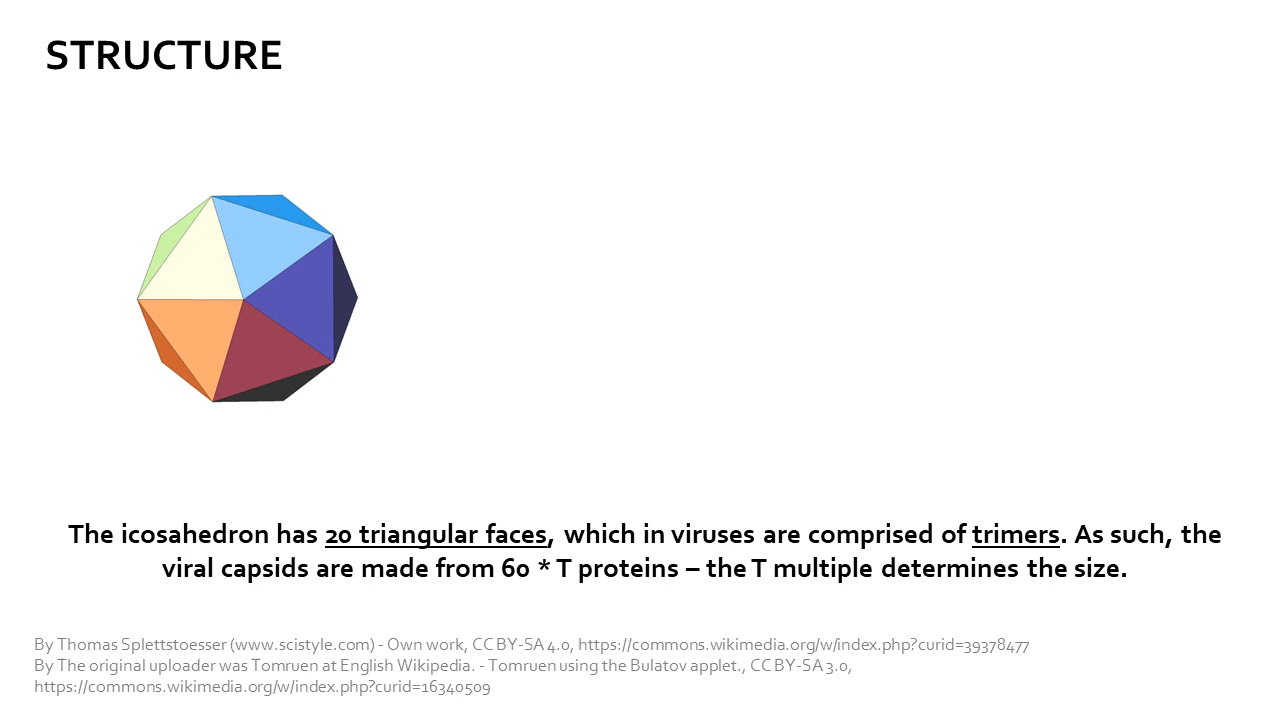 STRUCTURE
The icosahedron has 20 triangular faces, which in viruses are comprised of trimers. As such, the
viral capsids are made from 60 * T proteins – the T multiple determines the size.
By Thomas Splettstoesser (www.scistyle.com) - Own work, CC BY-SA 4.0, https://commons.wikimedia.org/w/index.php?curid=39378477
By The original uploader was Tomruen at English Wikipedia. - Tomruen using the Bulatov applet., CC BY-SA 3.0,
https://commons.wikimedia.org/w/index.php?curid=16340509